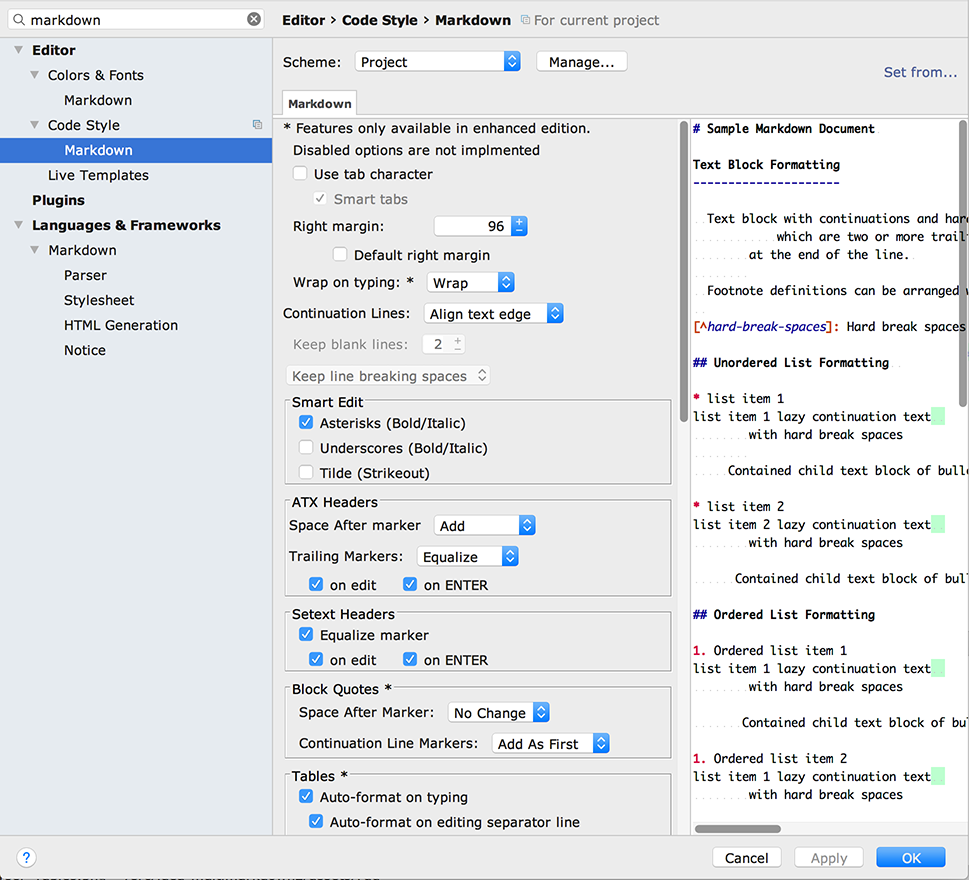 markdown
Editor › Code Style › Markdown For current project
Editor
Colors & Fonts
Markdown
Code Style
Markdown
Live Templates
Plugins
Languages & Frameworks
Markdown
Parser
Stylesheet
HTML Generation
Notice
Scheme: Project Manage...
Set from...
Markdown
* Features only available in enhanced edition.
Disabled options are not implmented
Use tab character
Smart tabs
Right margin: 96
Default right margin
Wrap on typing: * Wrap
Continuation Lines: Align text edge
Keep blank lines: 2
Keep line breaking spaces
Smart Edit
Asterisks (Bold/Italic)
Underscores (Bold/Italic)
Tilde (Strikeout)
ATX Headers
Space After marker Add
Trailing Markers: Equalize
on edit on ENTER
Setext Headers
Equalize marker
on edit on ENTER
Block Quotes *
Space After Marker: No Change
Continuation Line Markers: Add As First
Tables *
Auto-format on typing
Auto-format on editing separator line
# Sample Markdown Document
Text Block Formatting
---------------------
Text block with continuations and har
which are two or more trail
at the end of the line.
Footnote definitions can be arranged w
[^hard-break-spaces]: Hard break spaces
## Unordered List Formatting
* list item 1
list item 1 lazy continuation text
with hard break spaces
Contained child text block of bull
* list item 2
list item 2 lazy continuation text
with hard break spaces
Contained child text block of bul
## Ordered List Formatting
1. Ordered list item 1
list item 1 lazy continuation text
with hard break spaces
Contained child text block of bu
1. Ordered list item 2
list item 1 lazy continuation text
with hard break spaces
? Cancel Apply OK